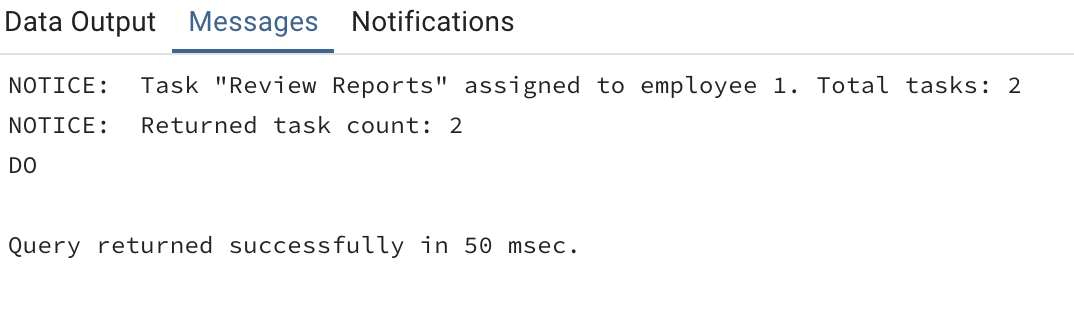 Data Output Messages Notifications
NOTICE:  Task "Review Reports" assigned to employee 1. Total tasks: 2
NOTICE:  Returned task count: 2
DO
Query returned successfully in 50 msec.